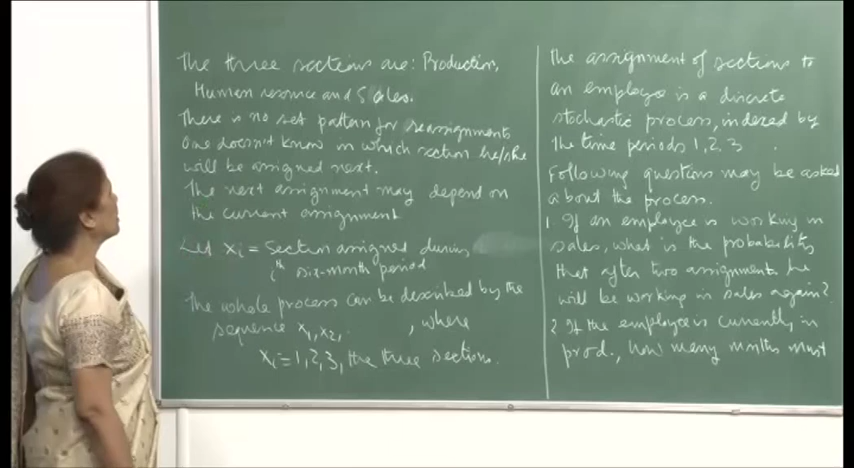 The three sections are: Production,
Human resource and Sales.
There is no set pattern for reassignments
One doesn't know in which section he/she
will be assigned next.
The next assignment may depend on
the current assignment
Let Xi = Section assigned during
ith six-month period
The whole process can be described by the
sequence X1, X2, , where
Xi = 1, 2, 3, the three sections.
The assignment of sections to
an employee is a discrete
stochastic process, indexed by
the time periods 1, 2, 3 .
Following questions may be asked
about the process.
1. If an employee is working in
sales, what is the probability
that after two assignments he
will be working in sales again?
2. If the employee is currently in
prod., how many months must